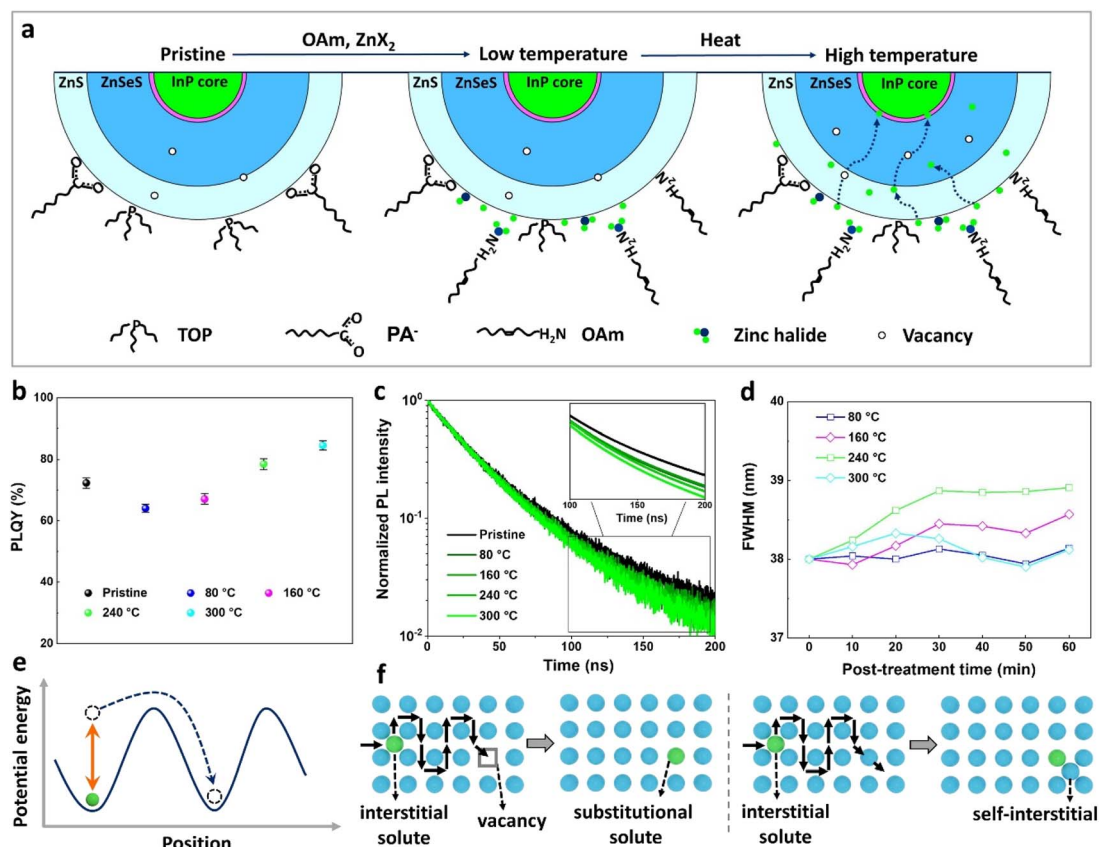 a
Pristine
OAm, ZnX₂
Low temperature
Heat
High temperature
ZnS
ZnSeS
InP core
ZnS
ZnSeS
InP core
ZnS
ZnSeS
InP core
C
O
O
P
P
C
O
O
C
O
O
H₂N
P
H₂N
H₂N
C
O
O
H₂N
P
H₂N
H₂N
P
TOP
C
O
O
PA⁻
H₂N
OAm
Zinc halide
Vacancy
b
PLQY (%)
100
80
60
40
20
Pristine
80 °C
160 °C
240 °C
300 °C
c
Normalized PL intensity
10⁰
10⁻¹
10⁻²
0
50
100
150
200
Time (ns)
Pristine
80 °C
160 °C
240 °C
300 °C
100
150
200
Time (ns)
d
FWHM (nm)
40
39
38
37
0
10
20
30
40
50
60
Post-treatment time (min)
80 °C
160 °C
240 °C
300 °C
e
Potential energy
Position
f
interstitial
solute
vacancy
substitutional
solute
interstitial
solute
self-interstitial